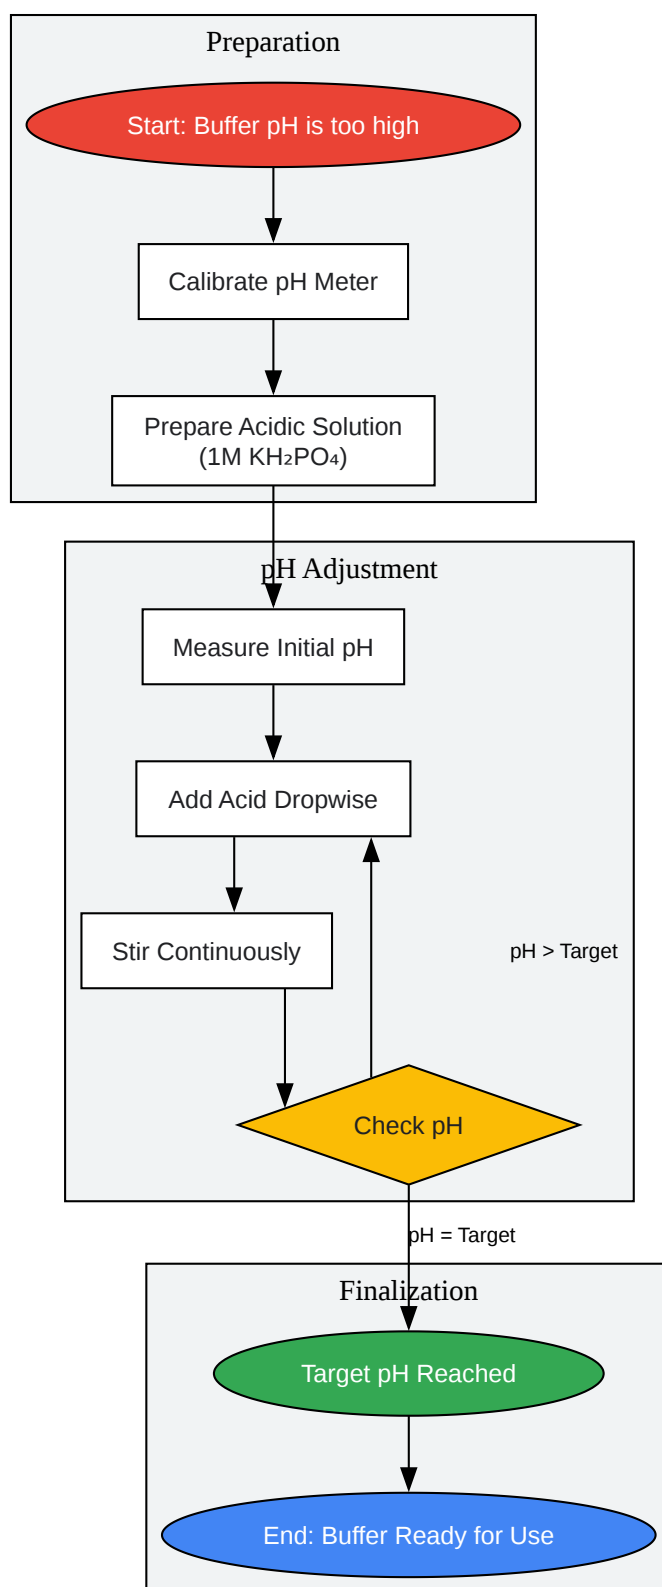 Preparation
Start: Buffer pH is too high
Calibrate pH Meter
Prepare Acidic Solution
(1M KH₂PO₄)
pH Adjustment
Measure Initial pH
Add Acid Dropwise
Stir Continuously
pH > Target
Check pH
pH = Target
Finalization
Target pH Reached
End: Buffer Ready for Use